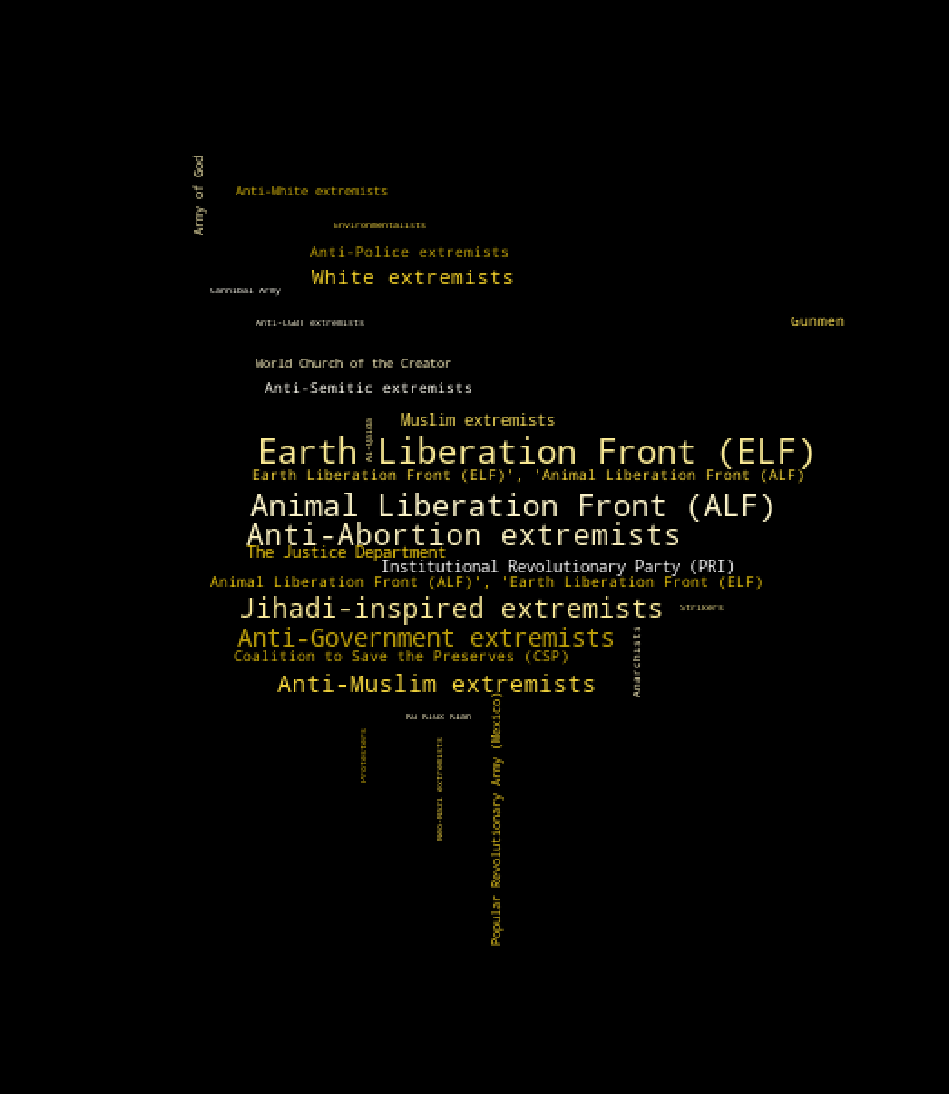 Army of God
Anti-White extremists
Environmentalists
Anti-Police extremists
White extremists
Cannibal Army
Gunmen
Anti-LGBT extremists
World Church of the Creator
Anti-Semitic extremists
Muslim extremists
Al-Qaida
Earth Liberation Front (ELF)
Earth Liberation Front (ELF)', 'Animal Liberation Front (ALF)
Animal Liberation Front (ALF)
Anti-Abortion extremists
The Justice Department
Institutional Revolutionary Party (PRI)
Animal Liberation Front (ALF)', 'Earth Liberation Front (ELF)
Jihadi-inspired extremists
Strikers
Anti-Government extremists
Anarchists
Coalition to Save the Preserves (CSP)
Anti-Muslim extremists
Ku Klux Klan
Popular Revolutionary Army (Mexico)
Protesters
Neo-Nazi extremists